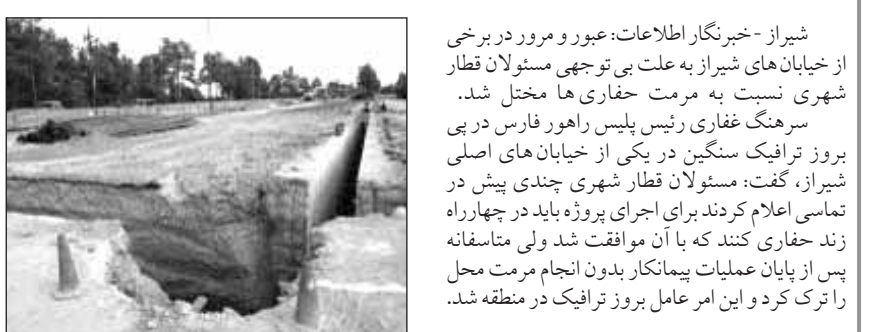 شیراز - خبرنگار اطلاعات: عبور و مرور در برخی
از خیابان‌های شیراز به علت بی توجهی مسئولان قطار
شهری نسبت به مرمت حفاری ها مختل شد.
سرهنگ غفاری رئیس پلیس راهور فارس در پی
بروز ترافیک سنگین در یکی از خیابان‌های اصلی
شیراز، گفت: مسئولان قطار شهری چندی پیش در
تماسی اعلام کردند برای اجرای پروژه باید در چهارراه
زند حفاری کنند که با آن موافقت شد ولی متاسفانه
پس از پایان عملیات پیمانکار بدون انجام مرمت محل
را ترک کرد و این امر عامل بروز ترافیک در منطقه شد.